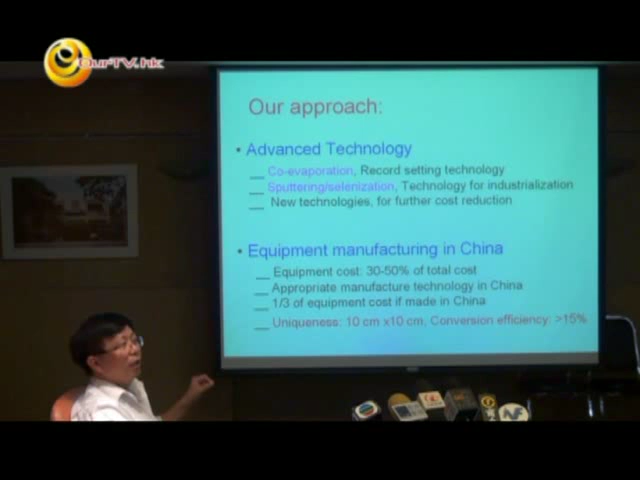 OurTV.hk
Our approach:
• Advanced Technology
__ Co-evaporation, Record setting technology
__ Sputtering/selenization, Technology for industrialization
__ New technologies, for further cost reduction
• Equipment manufacturing in China
__ Equipment cost: 30-50% of total cost
__ Appropriate manufacture technology in China
__ 1/3 of equipment cost if made in China
__ Uniqueness: 10 cm x10 cm, Conversion efficiency: >15%